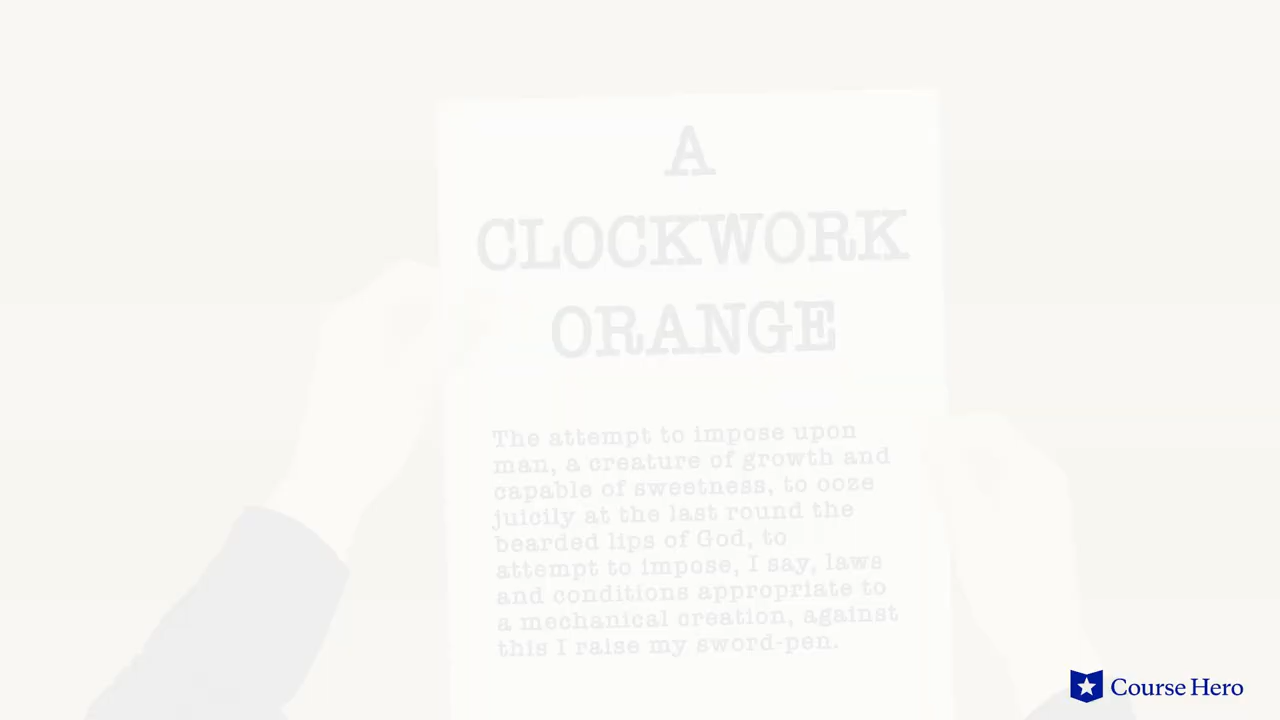 A
CLOCKWORK
ORANGE
The attempt to impose upon
man, a creature of growth and
capable of sweetness, to ooze
juicily at the last round the
bearded lips of God, to
attempt to impose, I say, laws
and conditions appropriate to
a mechanical creation, against
this I raise my sword-pen.
Course Hero